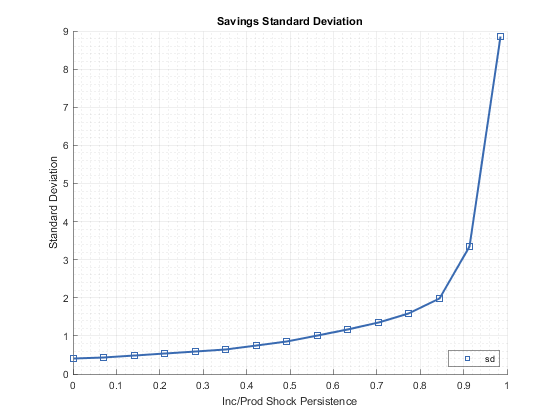 Savings Standard Deviation
9
8
7
6
5
4
3
2
1
0
Standard Deviation
sd
0 0.1 0.2 0.3 0.4 0.5 0.6 0.7 0.8 0.9 1
Inc/Prod Shock Persistence